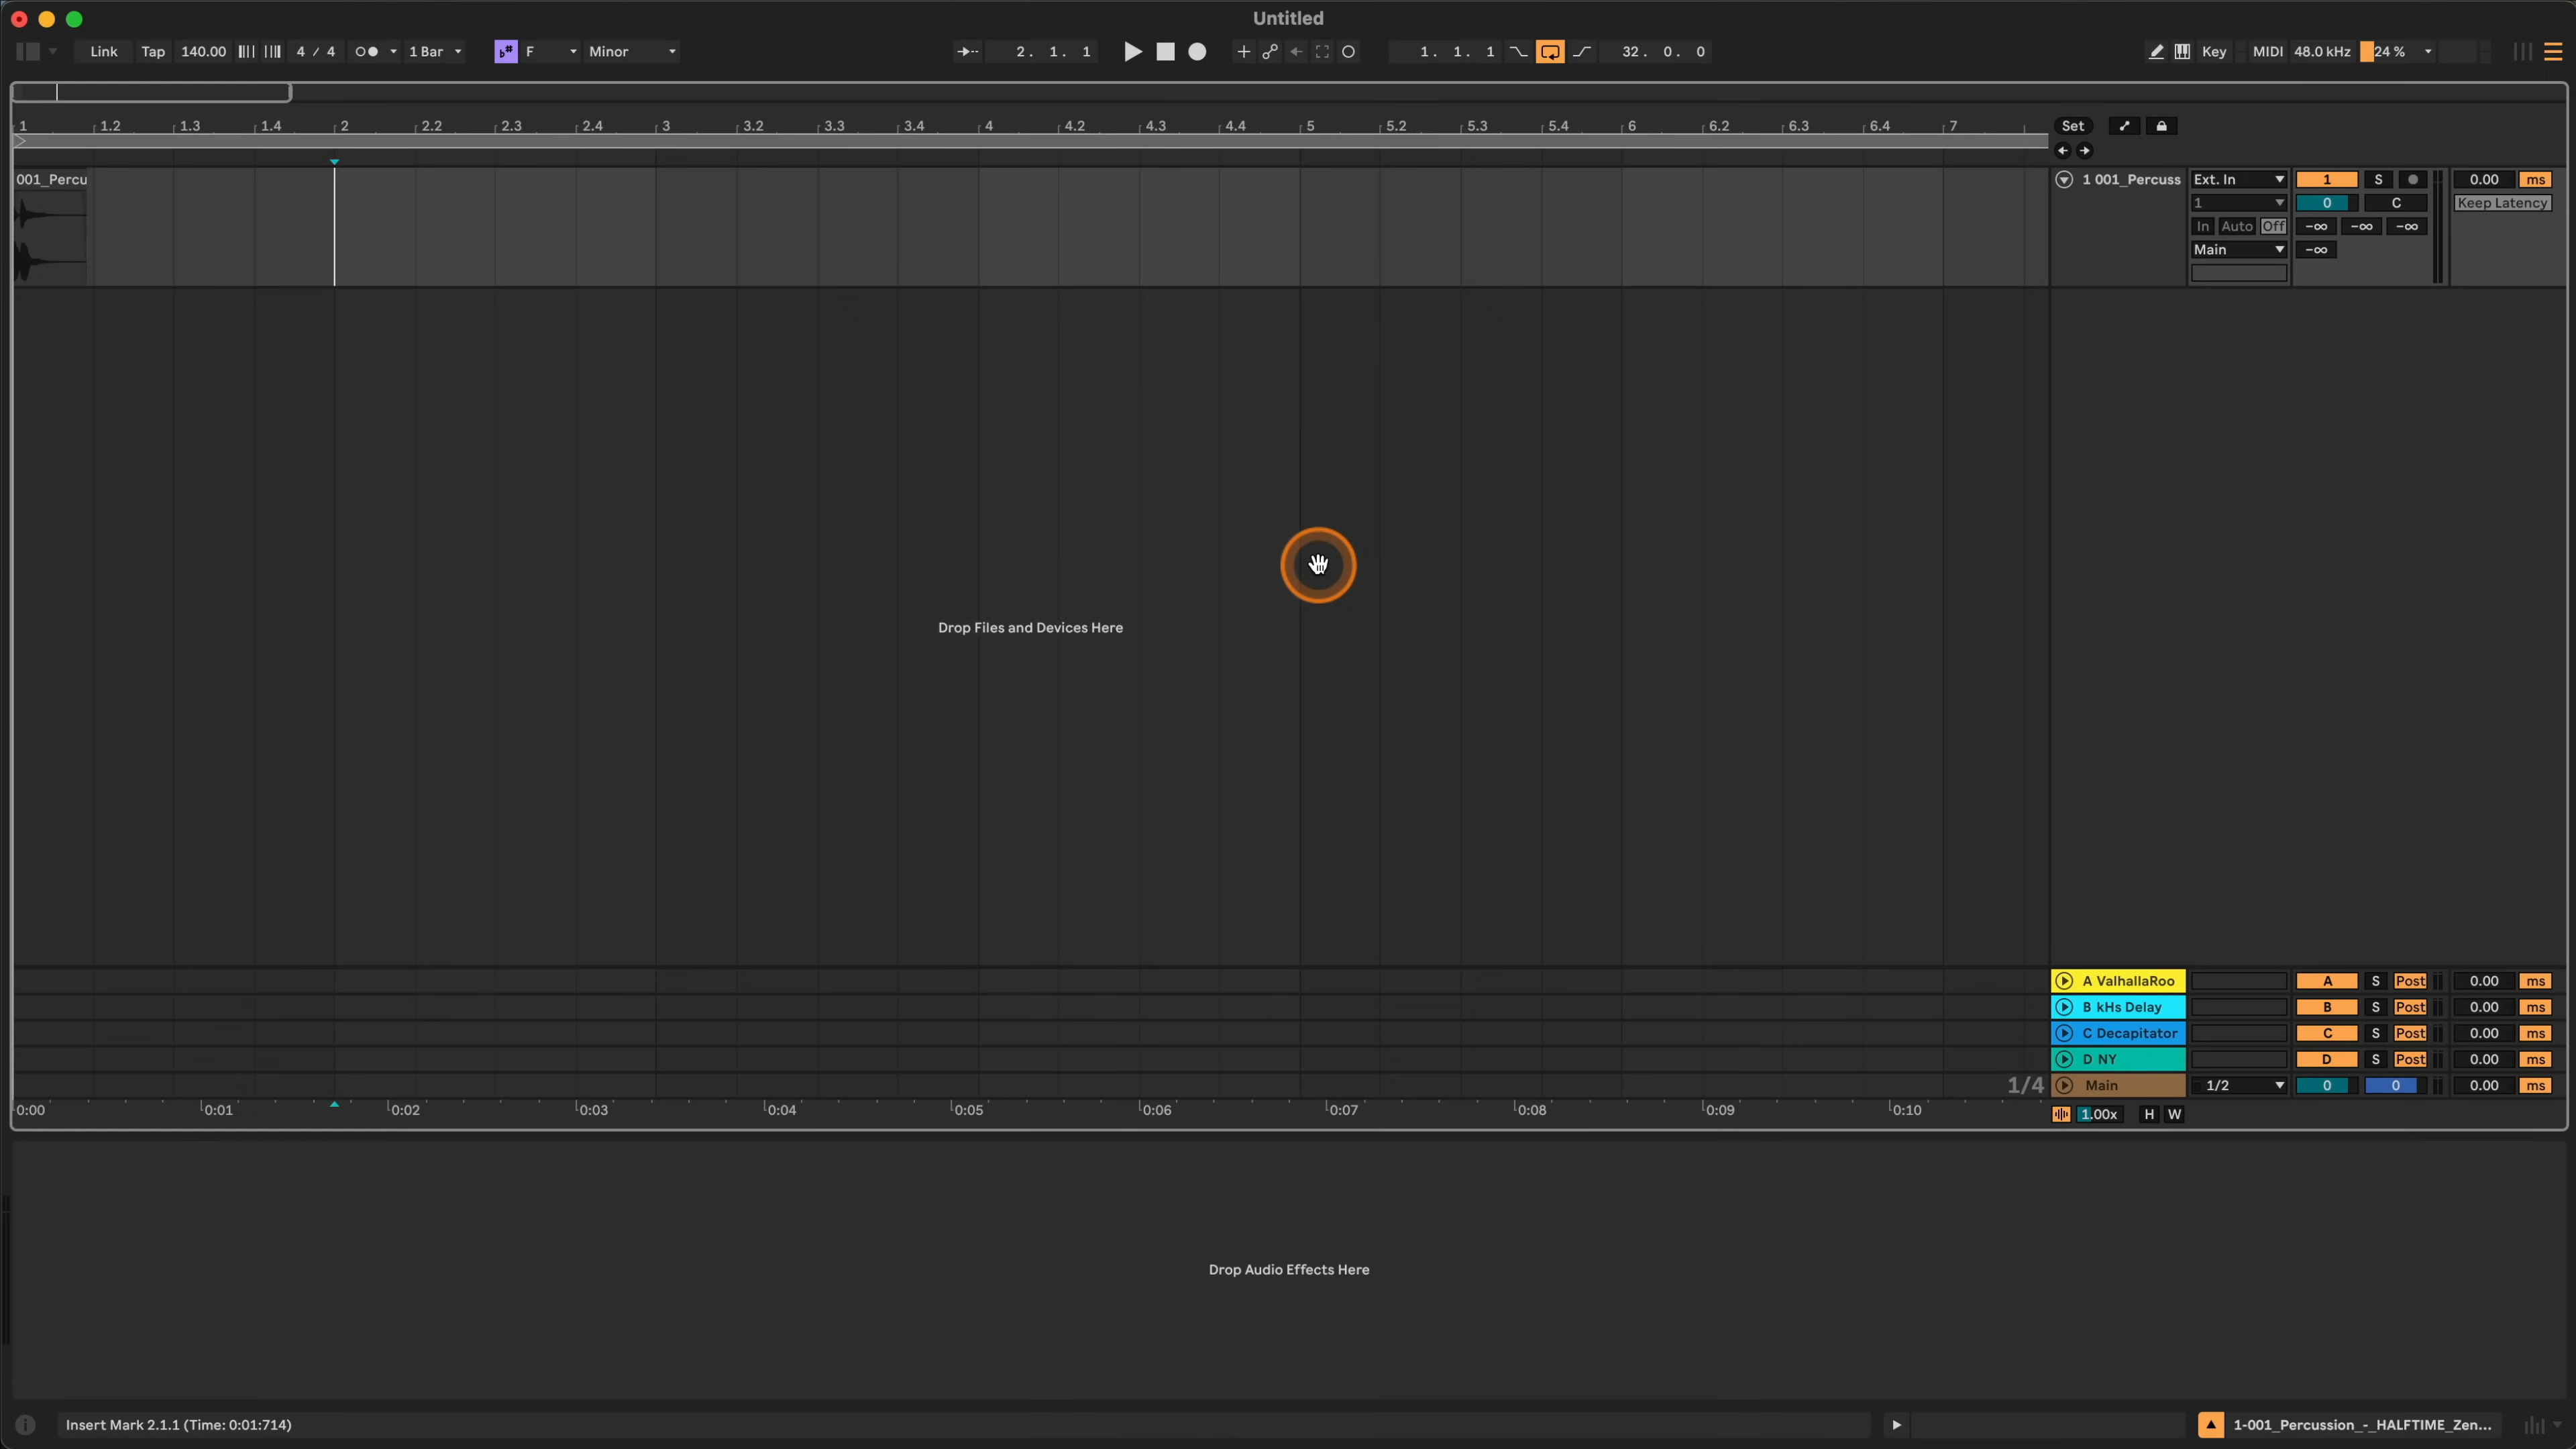 Untitled
Link Tap 140.00 4 / 4 1 Bar F Minor 2. 1. 1 1. 1. 1 32. 0. 0 Key MIDI 48.0 kHz 24 %
1 1.2 1.3 1.4 2 2.2 2.3 2.4 3 3.2 3.3 3.4 4 4.2 4.3 4.4 5 5.2 5.3 5.4 6 6.2 6.3 6.4 7 Set
001_Percu 1 001_Percuss Ext. In 1 S 0.00 ms
1 0 C Keep Latency
In Auto Off -∞ -∞ -∞
Main -∞
Drop Files and Devices Here
A ValhallaRoo A S Post 0.00 ms
B kHs Delay B S Post 0.00 ms
C Decapitator C S Post 0.00 ms
D NY D S Post 0.00 ms
1/4 Main 1/2 0 0 0.00 ms
0:00 0:01 0:02 0:03 0:04 0:05 0:06 0:07 0:08 0:09 0:10 1.00x H W
Drop Audio Effects Here
Insert Mark 2.1.1 (Time: 0:01:714) 1-001_Percussion_-_HALFTIME_Zen...